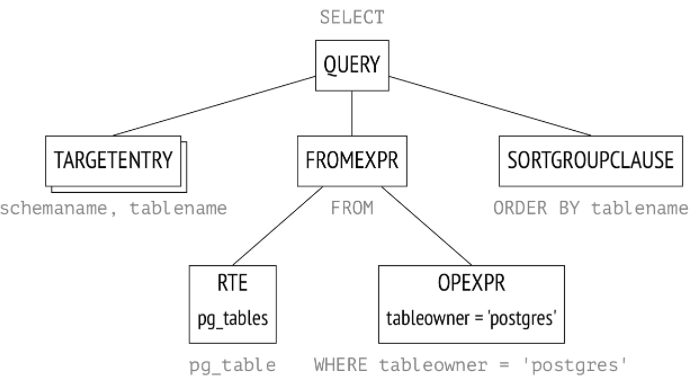 SELECT
QUERY
TARGETENTRY
FROMEXPR
SORTGROUPCLAUSE
schemaname, tablename
FROM
ORDER BY tablename
RTE
pg_tables
OPEXPR
tableowner = 'postgres'
pg_table
WHERE tableowner = 'postgres'